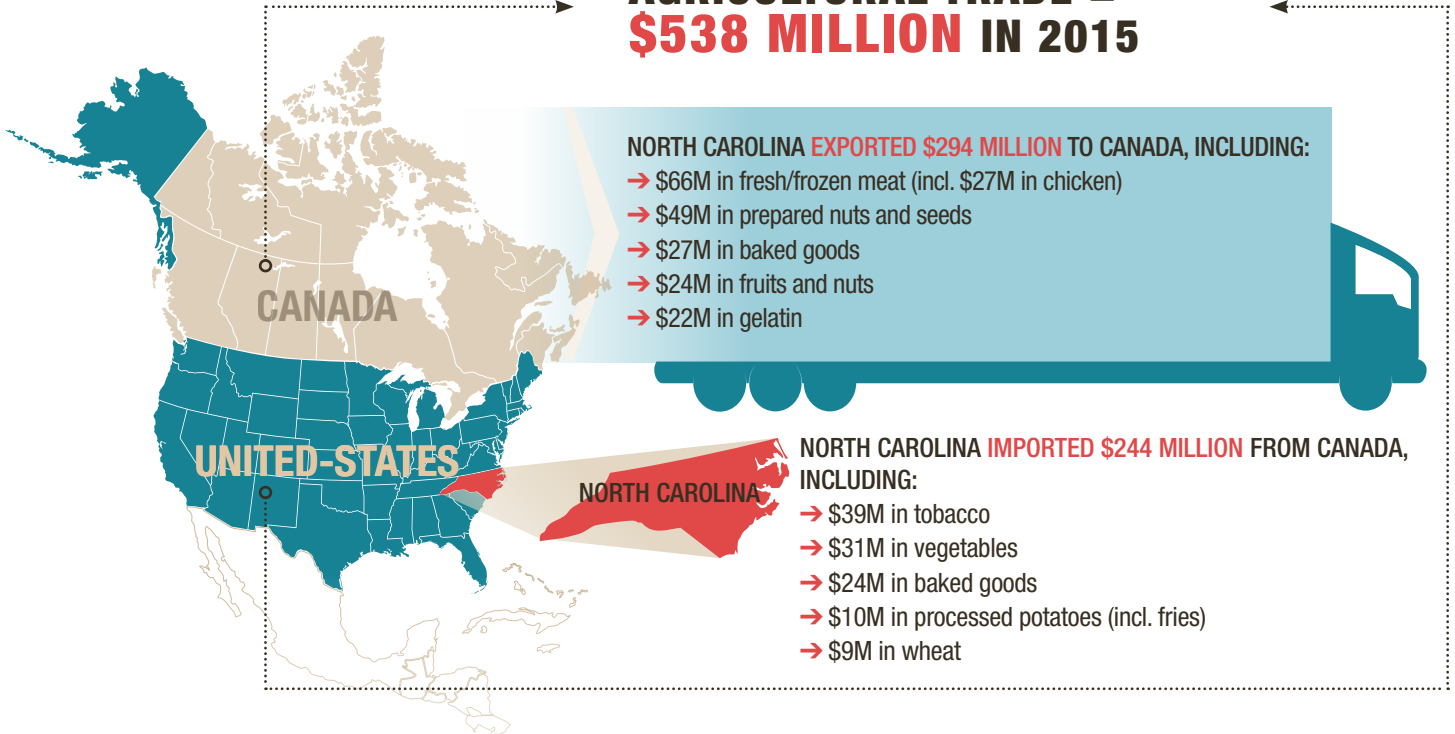 AGRICULTURAL TRADE =
$538 MILLION IN 2015
NORTH CAROLINA EXPORTED $294 MILLION TO CANADA, INCLUDING:
→ $66M in fresh/frozen meat (incl. $27M in chicken)
→ $49M in prepared nuts and seeds
→ $27M in baked goods
→ $24M in fruits and nuts
→ $22M in gelatin
CANADA
UNITED-STATES
NORTH CAROLINA
NORTH CAROLINA IMPORTED $244 MILLION FROM CANADA,
INCLUDING:
→ $39M in tobacco
→ $31M in vegetables
→ $24M in baked goods
→ $10M in processed potatoes (incl. fries)
→ $9M in wheat